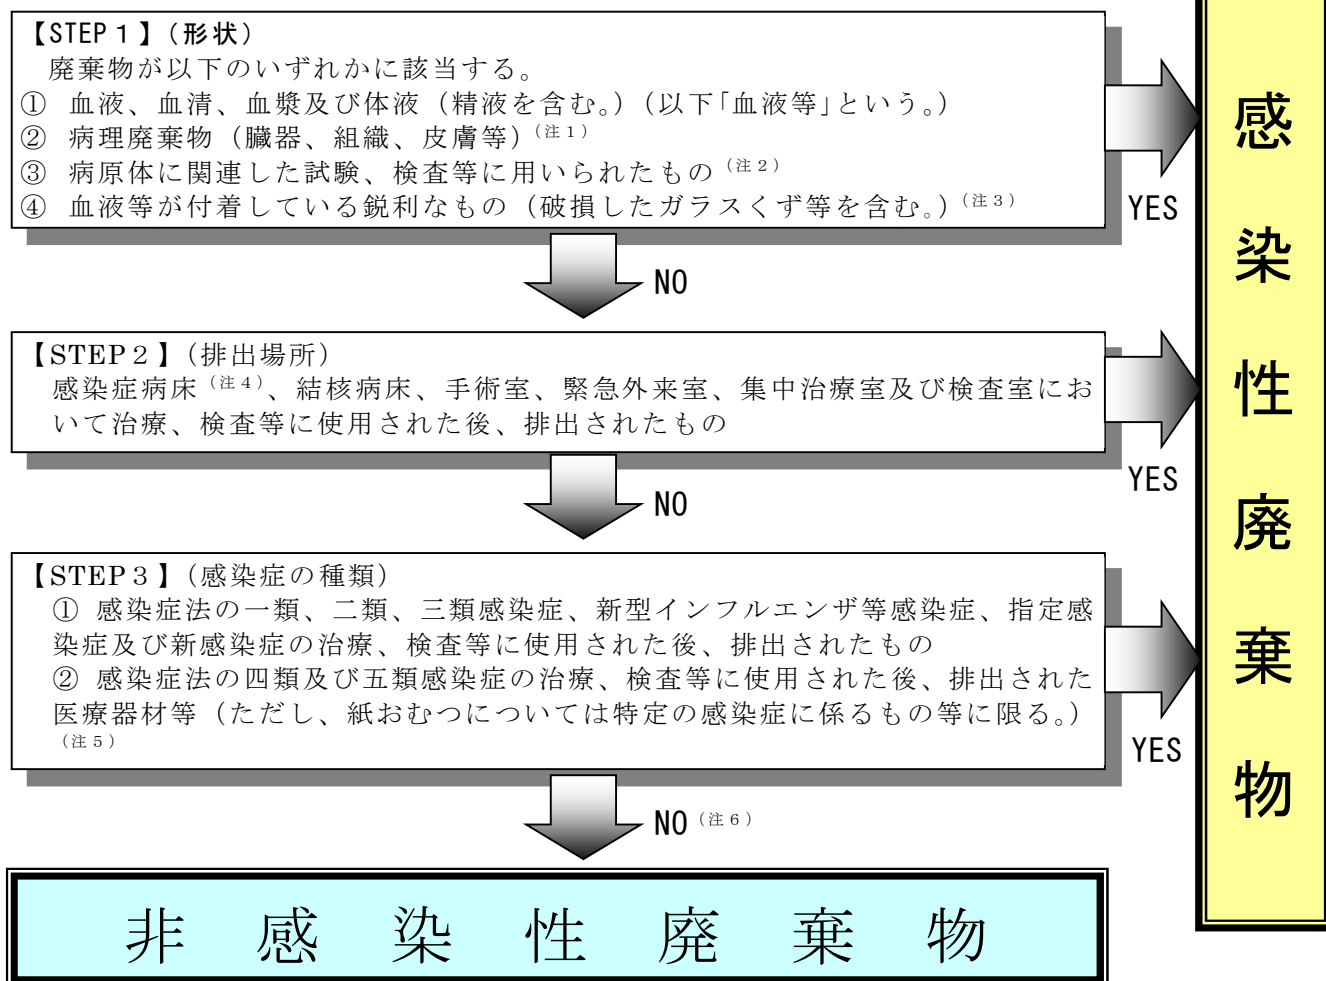 【STEP１】（形状）
廃棄物が以下のいずれかに該当する。
① 血液、血清、血漿及び体液（精液を含む。）（以下「血液等」という。）
② 病理廃棄物（臓器、組織、皮膚等）（注１）
③ 病原体に関連した試験、検査等に用いられたもの（注２）
④ 血液等が付着している鋭利なもの（破損したガラスくず等を含む。）（注３）
YES
NO
【STEP２】（排出場所）
感染症病床（注４）、結核病床、手術室、緊急外来室、集中治療室及び検査室にお
いて治療、検査等に使用された後、排出されたもの
YES
NO
【STEP３】（感染症の種類）
① 感染症法の一類、二類、三類感染症、新型インフルエンザ等感染症、指定感
染症及び新感染症の治療、検査等に使用された後、排出されたもの
② 感染症法の四類及び五類感染症の治療、検査等に使用された後、排出された
医療器材等（ただし、紙おむつについては特定の感染症に係るもの等に限る。）
（注５）
YES
NO（注６）
感染性廃棄物
非感染性廃棄物